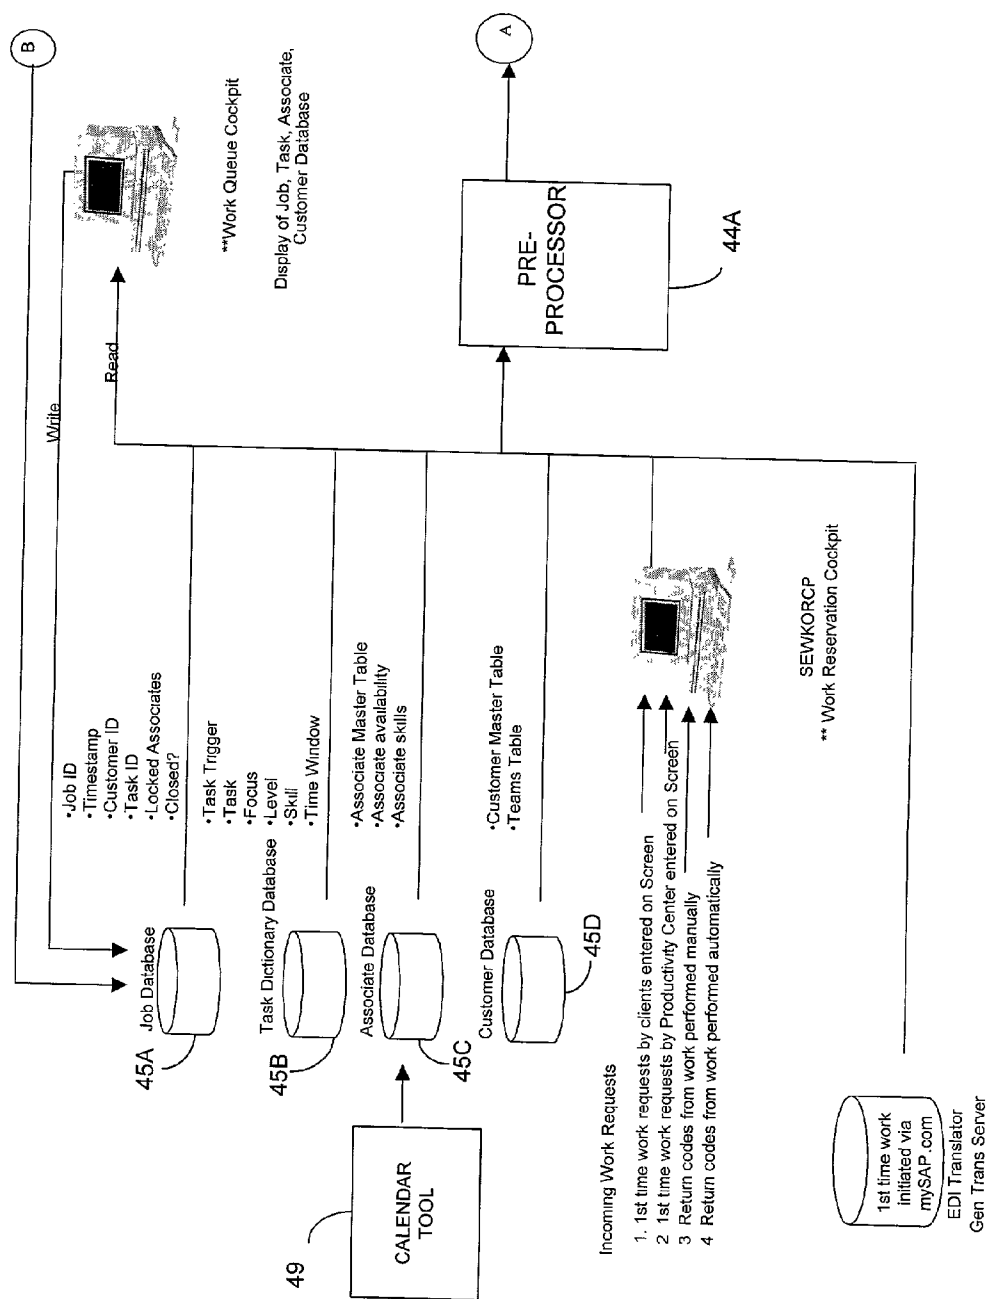 B
Write
Read
**Work Queue Cockpit
Display of Job, Task, Associate,
Customer Database
A
PRE-
PROCESSOR
44A
•Job ID
•Timestamp
•Customer ID
•Task ID
•Locked Associates
•Closed?
Job Database
45A
•Task Trigger
•Task
•Focus
•Level
•Skill
•Time Window
Task Dictionary Database
45B
•Associate Master Table
•Associate availability
•Associate skills
Associate Database
45C
•Customer Master Table
•Teams Table
Customer Database
45D
CALENDAR
TOOL
49
Incoming Work Requests
1. 1st time work requests by clients entered on Screen
2 1st time work requests by Productivity Center entered on Screen
3 Return codes from work performed manually
4 Return codes from work performed automatically
SEWKORCP
** Work Reservation Cockpit
1st time work
initiated via
mySAP.com
EDI Translator
Gen Trans Server